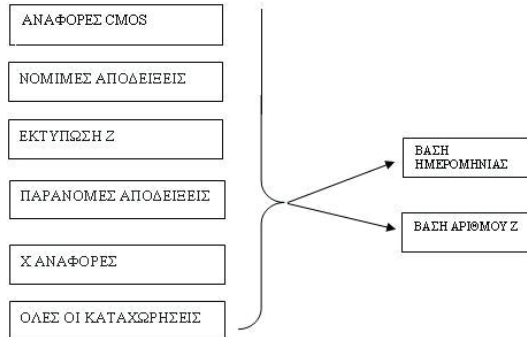 ΑΝΑΦΟΡΕΣ CMOS
ΝΟΜΙΜΕΣ ΑΠΟΔΕΙΞΕΙΣ
ΕΚΤΥΠΩΣΗ Ζ
ΠΑΡΑΝΟΜΕΣ ΑΠΟΔΕΙΞΕΙΣ
Χ ΑΝΑΦΟΡΕΣ
ΟΛΕΣ ΟΙ ΚΑΤΑΧΩΡΗΣΕΙΣ
ΒΑΣΗ
ΗΜΕΡΟΜΗΝΙΑΣ
ΒΑΣΗ ΑΡΙΘΜΟΥ Ζ